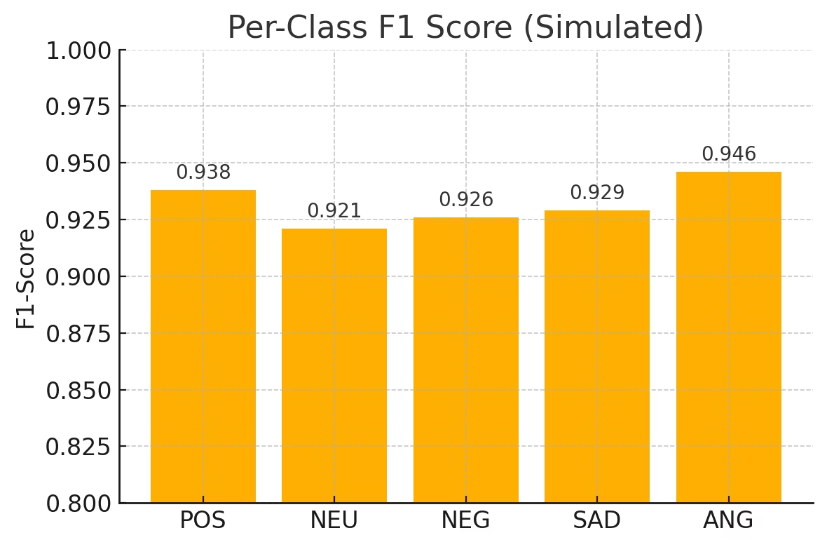 Per-Class F1 Score (Simulated)
1.000
0.975
0.950
0.925
0.900
0.875
0.850
0.825
0.800
F1-Score
0.938
0.921
0.926
0.929
0.946
POS
NEU
NEG
SAD
ANG